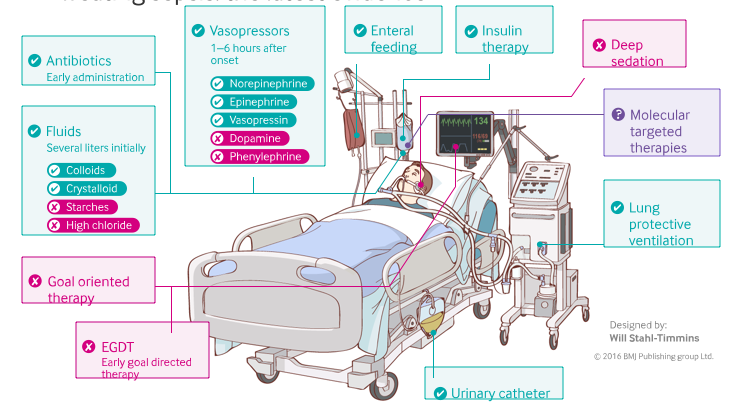 Vasopressors
1–6 hours after
onset
Norepinephrine
Epinephrine
Vasopressin
Dopamine
Phenylephrine
Enteral
feeding
Insulin
therapy
Deep
sedation
Antibiotics
Early administration
Fluids
Several liters initially
Colloids
Crystalloid
Starches
High chloride
134
Molecular
targeted
therapies
Lung
protective
ventilation
Goal oriented
therapy
EGDT
Early goal directed
therapy
Urinary catheter
Designed by:
Will Stahl-Timmins
© 2016 BMJ Publishing group Ltd.